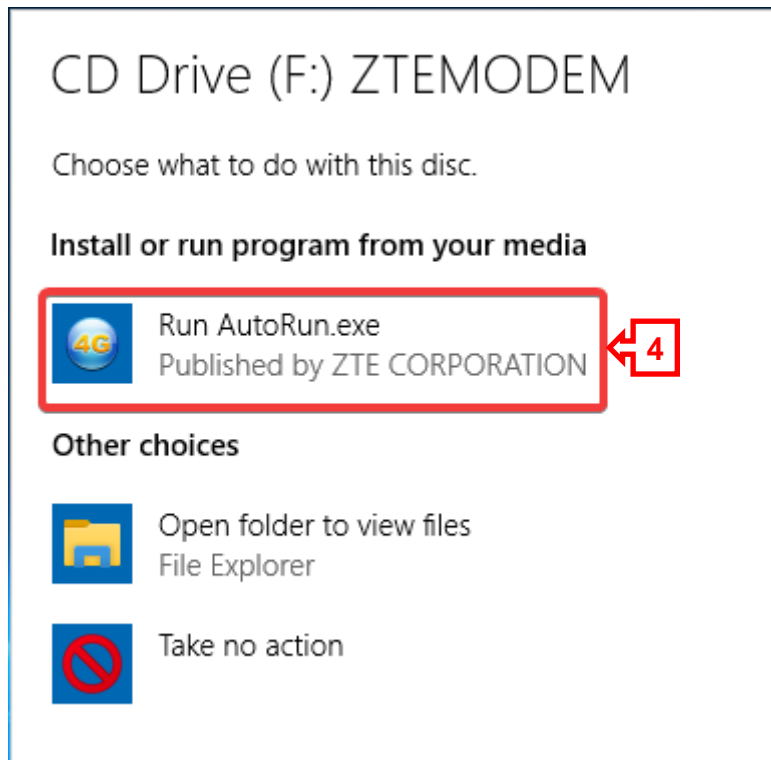 CD Drive (F:) ZTEMODEM
Choose what to do with this disc.
Install or run program from your media
4G
Run AutoRun.exe
Published by ZTE CORPORATION
4
Other choices
Open folder to view files
File Explorer
Take no action